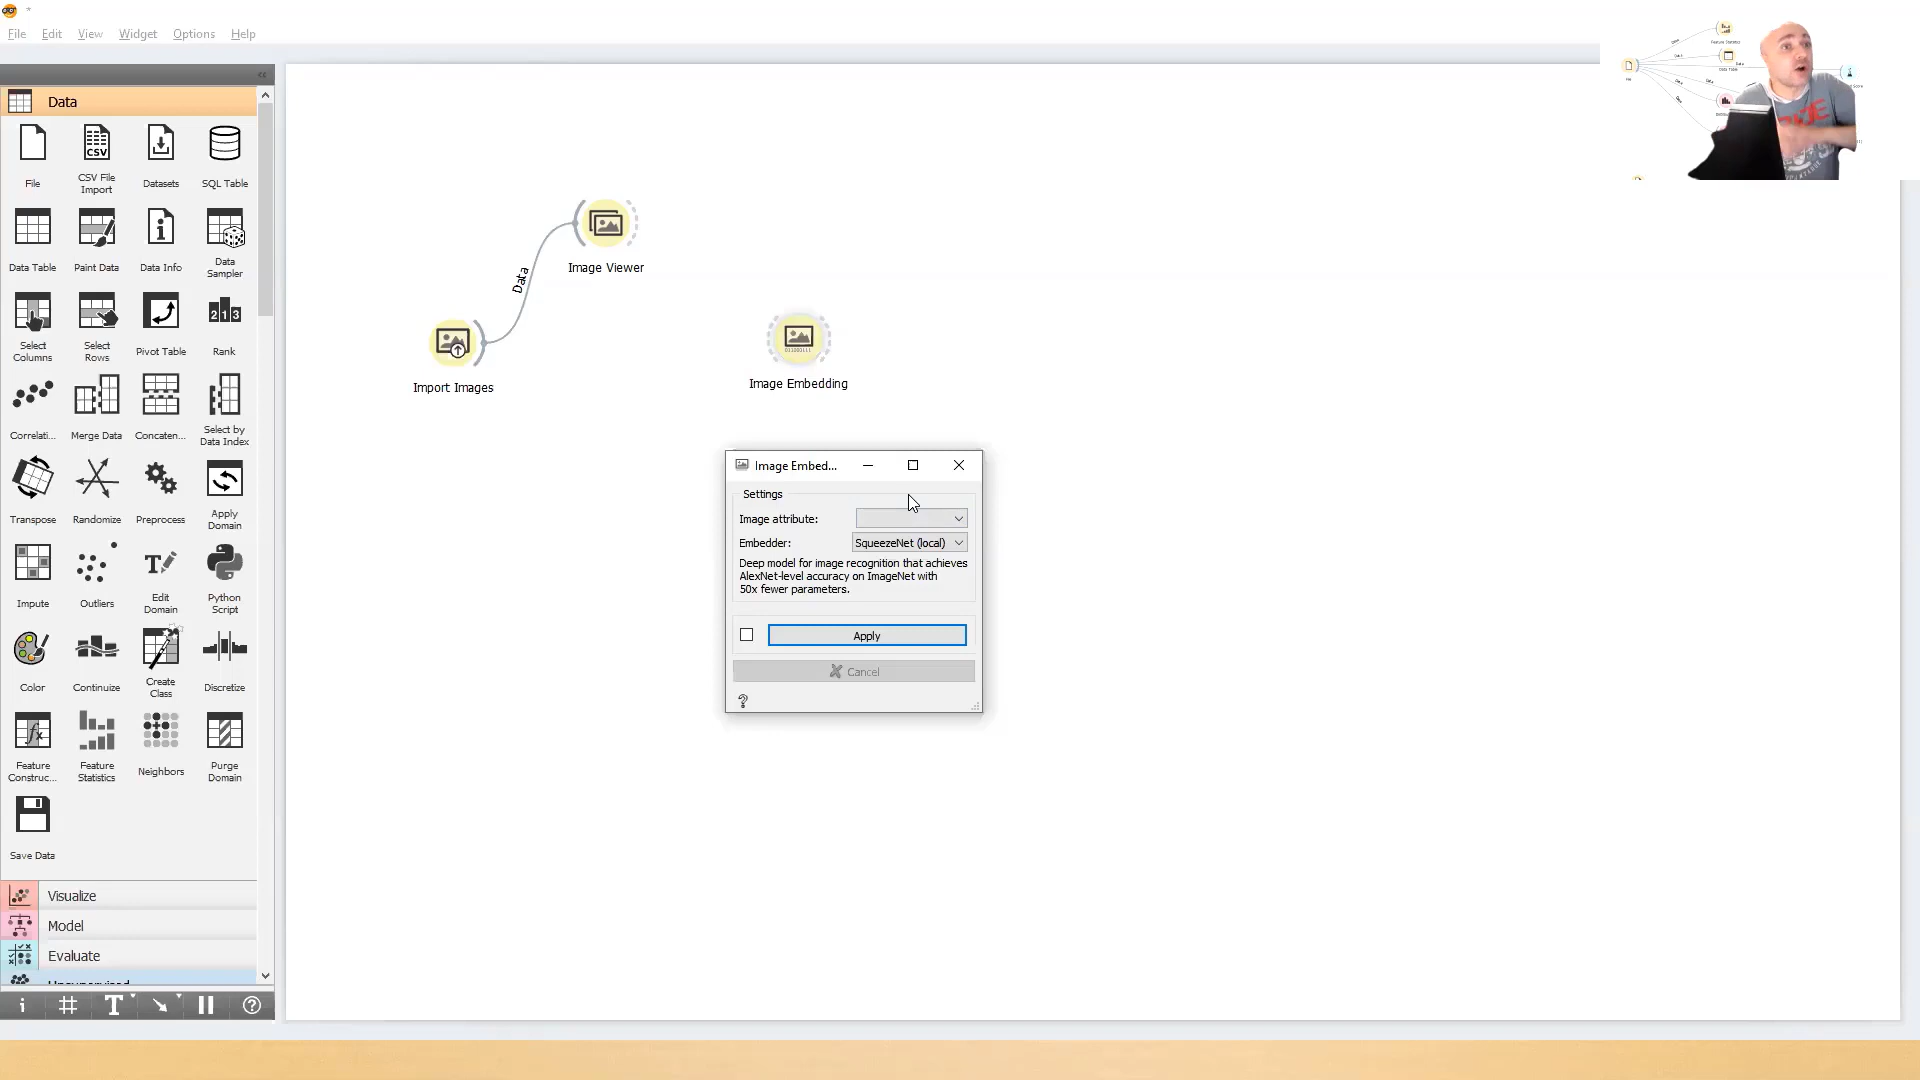 File Edit View Widget Options Help
Data
File
CSV File
Import
Datasets
SQL Table
Data Table
Paint Data
Data Info
Data
Sampler
Select
Columns
Select
Rows
Pivot Table
Rank
Correlati...
Merge Data
Concaten...
Select by
Data Index
Transpose
Randomize
Preprocess
Apply
Domain
Impute
Outliers
Edit
Domain
Python
Script
Color
Continuize
Create
Class
Discretize
Feature
Construc...
Feature
Statistics
Neighbors
Purge
Domain
Save Data
Visualize
Model
Evaluate
Unsupervised
Data
Image Viewer
Import Images
Image Embedding
Image Embed...
Settings
Image attribute:
Embedder: SqueezeNet (local)
Deep model for image recognition that achieves
AlexNet-level accuracy on ImageNet with
50x fewer parameters.
Apply
Cancel
Feature Statistics
Data Table